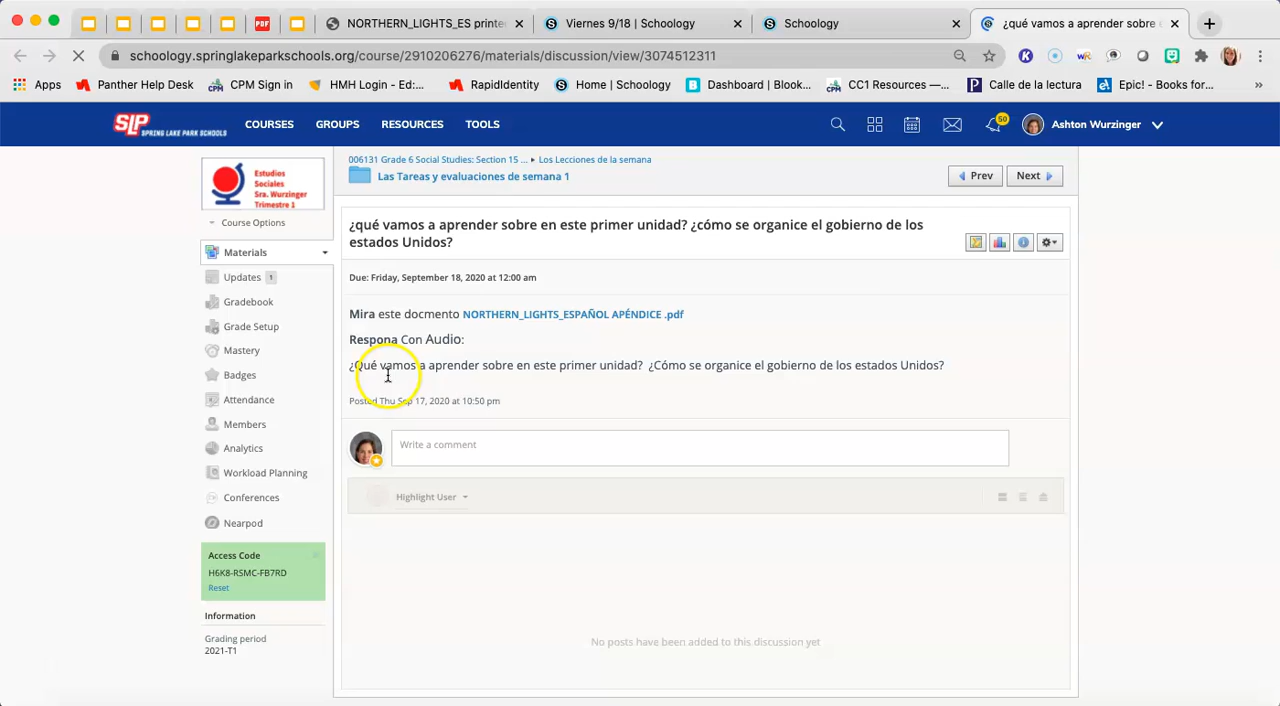 NORTHERN_LIGHTS_ES printe
Viernes 9/18 | Schoology
Schoology
¿qué vamos a aprender sobre e
schoology.springlakeparkschools.org/course/2910206276/materials/discussion/view/3074512311
Apps
Panther Help Desk
CPM Sign in
HMH Login - Ed:...
RapidIdentity
Home | Schoology
Dashboard | Blook...
CC1 Resources —...
Calle de la lectura
Epic! - Books for...
»
SLP
SPRING LAKE PARK SCHOOLS
COURSES
GROUPS
RESOURCES
TOOLS
50
Ashton Wurzinger
Estudios
Sociales
Sra. Wurzinger
Trimestre 1
Course Options
Materials
Updates 1
Gradebook
Grade Setup
Mastery
Badges
Attendance
Members
Analytics
Workload Planning
Conferences
Nearpod
Access Code
H6K8-RSMC-FB7RD
Reset
Information
Grading period
2021-T1
006131 Grade 6 Social Studies: Section 15 ... ▸ Los Lecciones de la semana
Las Tareas y evaluaciones de semana 1
Prev
Next
¿qué vamos a aprender sobre en este primer unidad? ¿cómo se organice el gobierno de los
estados Unidos?
Due: Friday, September 18, 2020 at 12:00 am
Mira este docmento NORTHERN_LIGHTS_ESPAÑOL APÉNDICE .pdf
Respona Con Audio:
¿Qué vamos a aprender sobre en este primer unidad? ¿Cómo se organice el gobierno de los estados Unidos?
Posted Thu Sep 17, 2020 at 10:50 pm
Write a comment
Highlight User
No posts have been added to this discussion yet